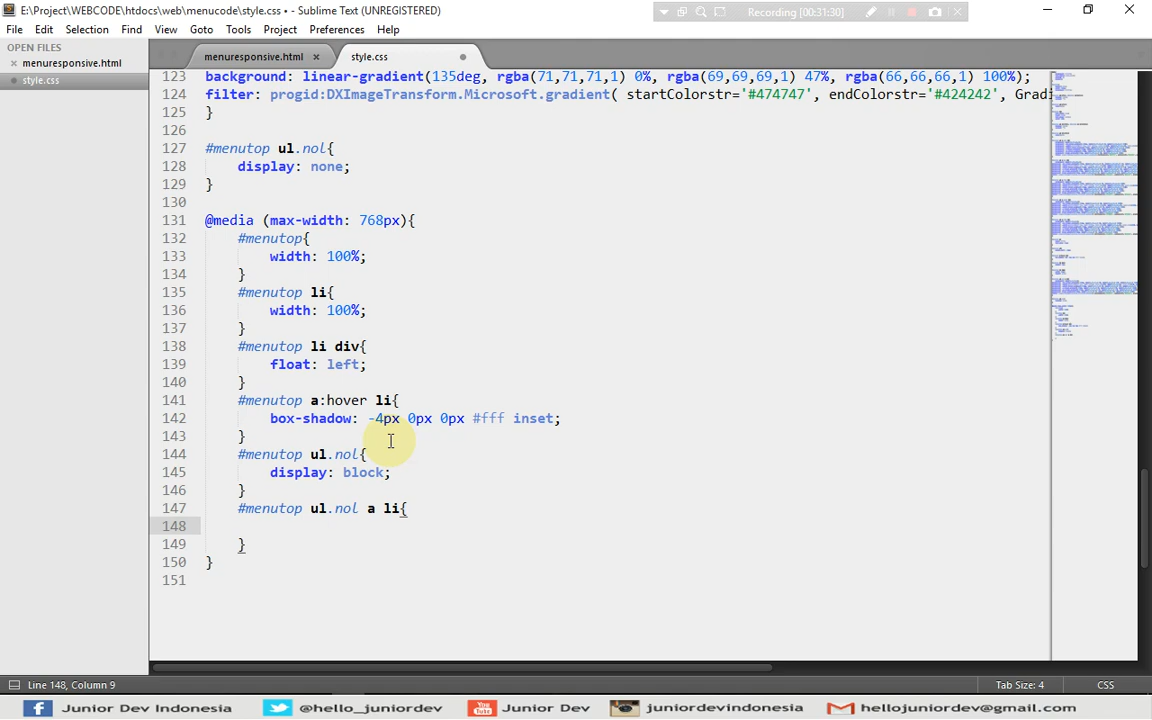 E:\Project\WEBCODE\htdocs\web\menucode\style.css • - Sublime Text (UNREGISTERED)
Recording [00:31:30]
File Edit Selection Find View Goto Tools Project Preferences Help
OPEN FILES
menuresponsive.html
style.css
menuresponsive.html
style.css
123 background: linear-gradient(135deg, rgba(71,71,71,1) 0%, rgba(69,69,69,1) 47%, rgba(66,66,66,1) 100%);
124 filter: progid:DXImageTransform.Microsoft.gradient( startColorstr='#474747', endColorstr='#424242', Grad
125 }
126
127 #menutop ul.nol{
128 display: none;
129 }
130
131 @media (max-width: 768px){
132 #menutop{
133 width: 100%;
134 }
135 #menutop li{
136 width: 100%;
137 }
138 #menutop li div{
139 float: left;
140 }
141 #menutop a:hover li{
142 box-shadow: -4px 0px 0px #fff inset;
143 }
144 #menutop ul.nol{
145 display: block;
146 }
147 #menutop ul.nol a li{
148
149 }
150 }
151
Line 148, Column 9
Tab Size: 4
CSS
Junior Dev Indonesia
@hello_juniordev
You Tube
Junior Dev
juniordevindonesia
hellojuniordev@gmail.com